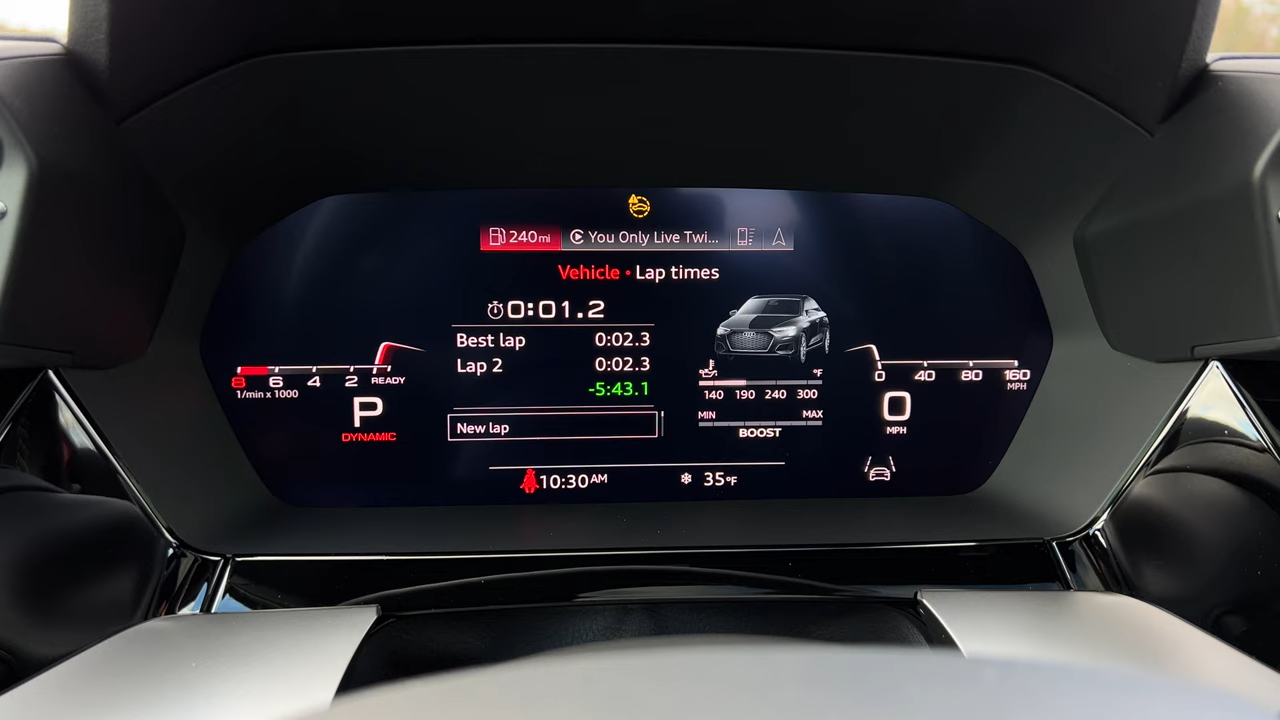 240mi You Only Live Twi...
Vehicle • Lap times
0:01.2
Best lap 0:02.3
Lap 2 0:02.3
-5:43.1
New lap
8 6 4 2 READY
1/min x 1000
P
DYNAMIC
°F
140 190 240 300
MIN MAX
BOOST
0 40 80 160
MPH
0
MPH
10:30AM
35°F